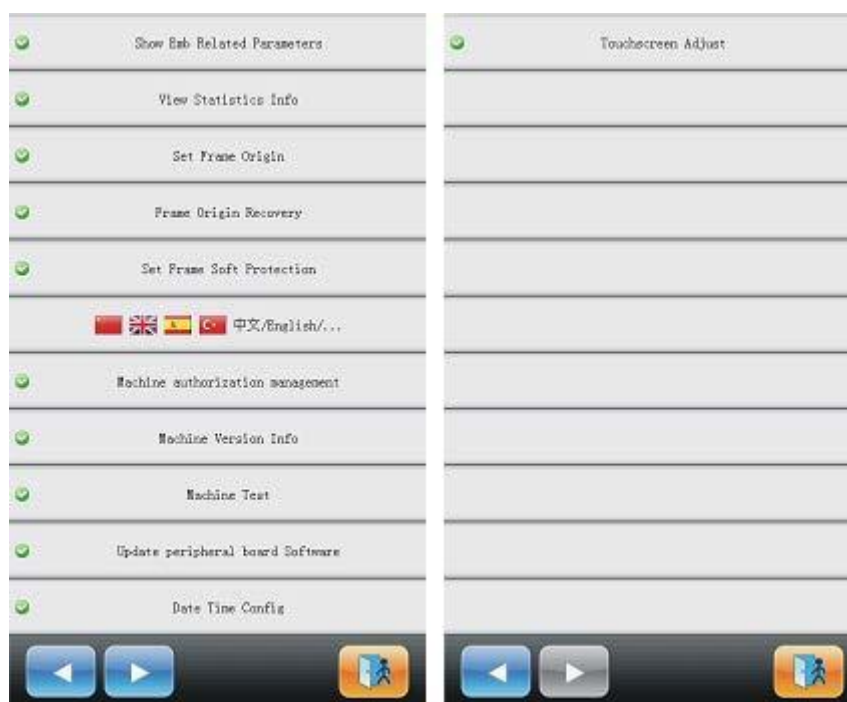 Show Emb Related Parameters
View Statistics Info
Set Frame Origin
Frame Origin Recovery
Set Frame Soft Protection
中文/English/...
Machine authorization management
Machine Version Info
Machine Test
Update peripheral board Software
Date Time Config
Touchscreen Adjust